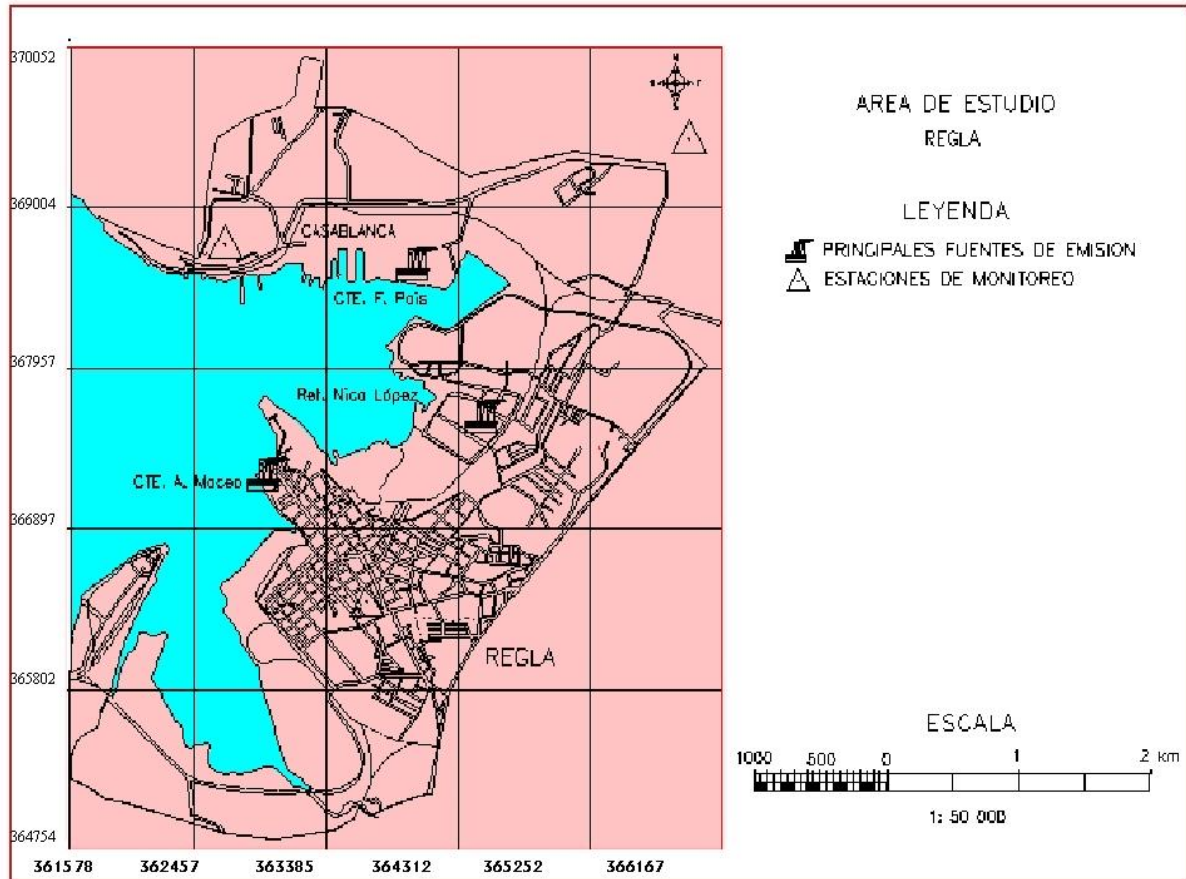 370052
369004
367957
366897
365802
364754
361578 362457 363385 364312 365252 366167
N
CASABLANCA
CTE. F. País
Ref. Nico López
CTE. A. Maceo
REGLA
AREA DE ESTUDIO
REGLA
LEYENDA
PRINCIPALES FUENTES DE EMISION
ESTACIONES DE MONITOREO
ESCALA
1000 500 0 1 2 KM
1: 50 000